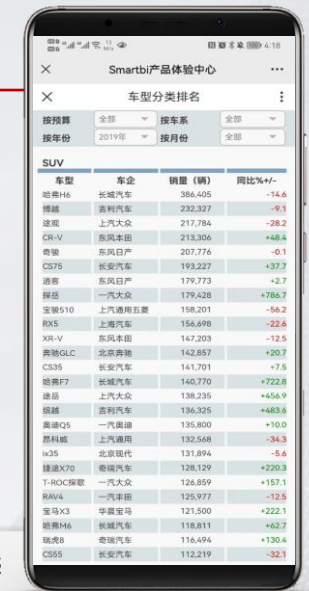 4:18
× Smartbi产品体验中心 ...
× 车型分类排名
按预算 全部 按车系 全部
按年份 2019年 按月份 全部
SUV
车型 车企 销量（辆） 同比%+/-
哈弗H6 长城汽车 386,405 -14.6
博越 吉利汽车 232,327 -9.1
途观 上汽大众 217,784 -28.2
CR-V 东风本田 213,306 +48.4
奇骏 东风日产 207,776 -0.1
CS75 长安汽车 193,227 +37.7
逍客 东风日产 179,773 +2.7
探岳 一汽大众 179,428 +786.7
宝骏510 上汽通用五菱 158,201 -56.2
RX5 上海汽车 156,698 -22.6
XR-V 东风本田 147,203 -12.5
奔驰GLC 北京奔驰 142,857 +20.7
CS35 长安汽车 141,701 +7.5
哈弗F7 长城汽车 140,770 +722.8
途岳 上汽大众 138,235 +456.9
缤越 吉利汽车 136,325 +483.6
奥迪Q5 一汽奥迪 135,800 +10.0
昂科威 上汽通用 132,568 -34.3
ix35 北京现代 131,894 -5.6
捷途X70 奇瑞汽车 128,129 +220.3
T-ROC探歌 一汽大众 126,859 +157.1
RAV4 一汽丰田 125,977 -12.5
宝马X3 华晨宝马 121,500 +222.1
哈弗M6 长城汽车 118,811 +62.7
瑞虎8 奇瑞汽车 116,494 +130.4
CS55 长安汽车 112,219 -32.1